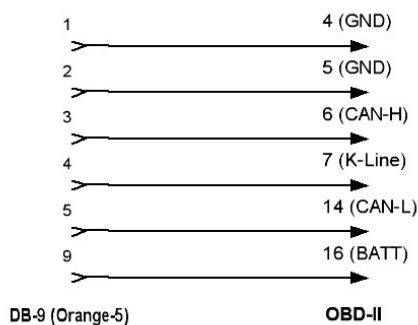 1 4 (GND)
2 5 (GND)
3 6 (CAN-H)
4 7 (K-Line)
5 14 (CAN-L)
9 16 (BATT)
DB-9 (Orange-5) OBD-II